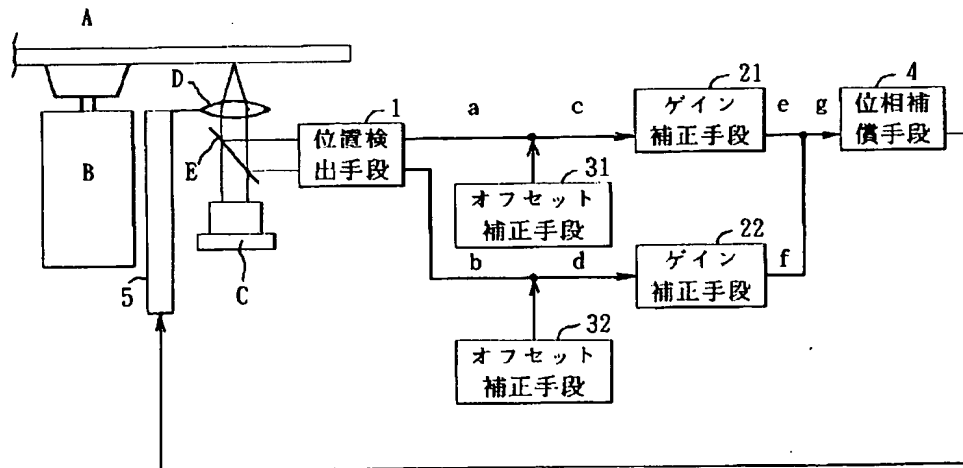 A
D
E
B
5
C
1
位置検
出手段
a
b
c
d
31
オフセット
補正手段
32
オフセット
補正手段
21
ゲイン
補正手段
22
ゲイン
補正手段
e
f
g
4
位相補
償手段